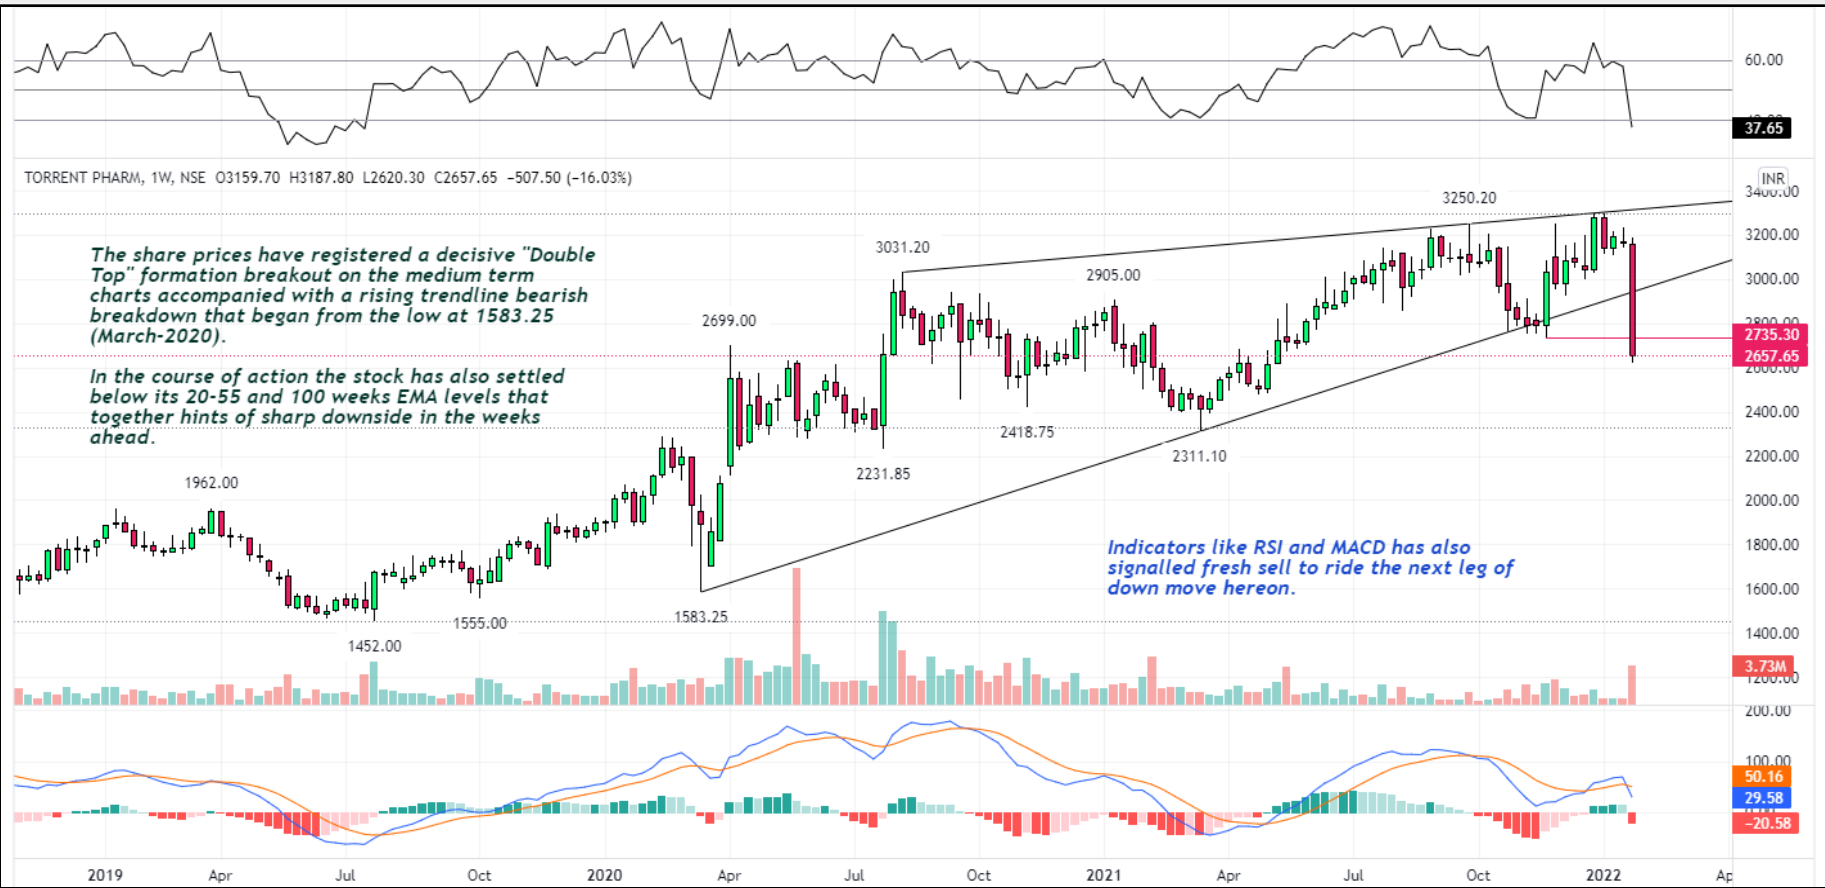 60.00
37.65
TORRENT PHARM, 1W, NSE O3159.70 H3187.80 L2620.30 C2657.65 −507.50 (−16.03%)
INR
3400.00
3250.20
The share prices have registered a decisive "Double
Top" formation breakout on the medium term
charts accompanied with a rising trendline bearish
breakdown that began from the low at 1583.25
(March-2020).
In the course of action the stock has also settled
below its 20-55 and 100 weeks EMA levels that
together hints of sharp downside in the weeks
ahead.
3031.20
3200.00
2905.00
3000.00
2699.00
2800.00
2735.30
2657.65
2600.00
2400.00
2418.75
2311.10
2200.00
2231.85
1962.00
2000.00
1800.00
Indicators like RSI and MACD has also
signalled fresh sell to ride the next leg of
down move hereon.
1600.00
1583.25
1555.00
1452.00
1400.00
3.73M
1200.00
200.00
100.00
50.16
29.58
−20.58
2019 Apr Jul Oct 2020 Apr Jul Oct 2021 Apr Jul Oct 2022 Ap